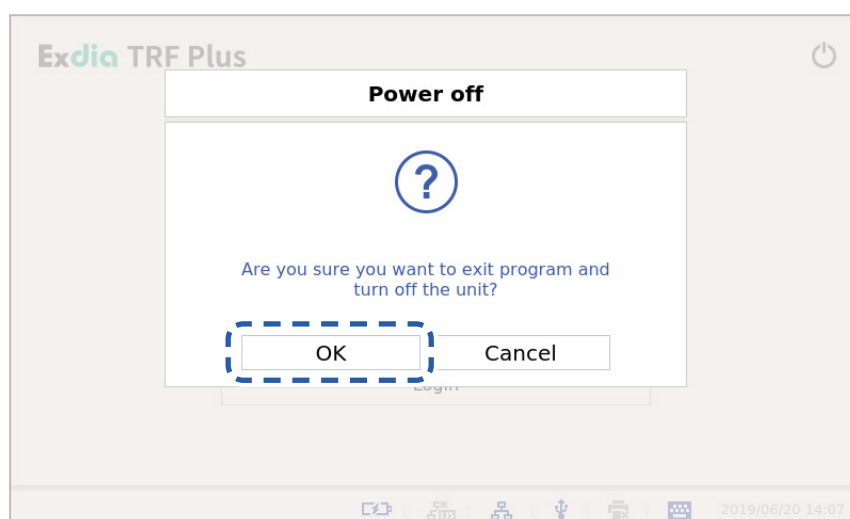 Exdia TRF Plus
Power off
?
Are you sure you want to exit program and
turn off the unit?
OK
Cancel
Login
2019/06/20 14:07